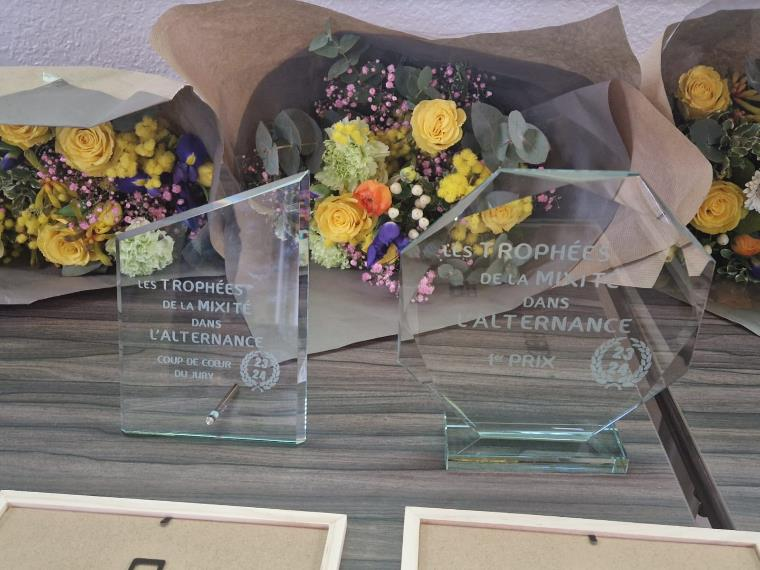 LES TROPHÉES
DE LA MIXITÉ
DANS
L'ALTERNANCE
COUP DE CŒUR
DU JURY
23
24
LES TROPHÉES
DE LA MIXITÉ
DANS
L'ALTERNANCE
1er PRIX
23
24